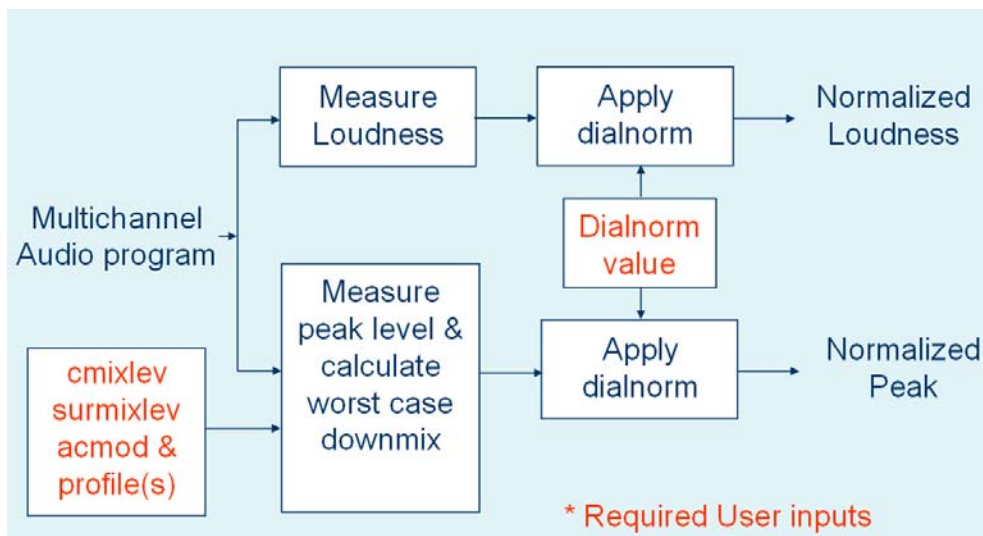 Measure
Loudness
Apply
dialnorm
Normalized
Loudness
Multichannel
Audio program
Dialnorm
value
Measure
peak level &
calculate
worst case
downmix
Apply
dialnorm
Normalized
Peak
cmixlev
surmixlev
acmod &
profile(s)
* Required User inputs